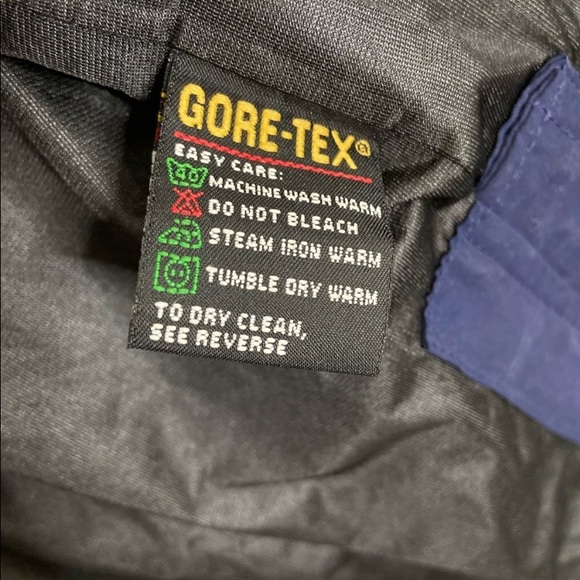 GORE-TEX®
EASY CARE:
40 MACHINE WASH WARM
DO NOT BLEACH
STEAM IRON WARM
TUMBLE DRY WARM
TO DRY CLEAN,
SEE REVERSE